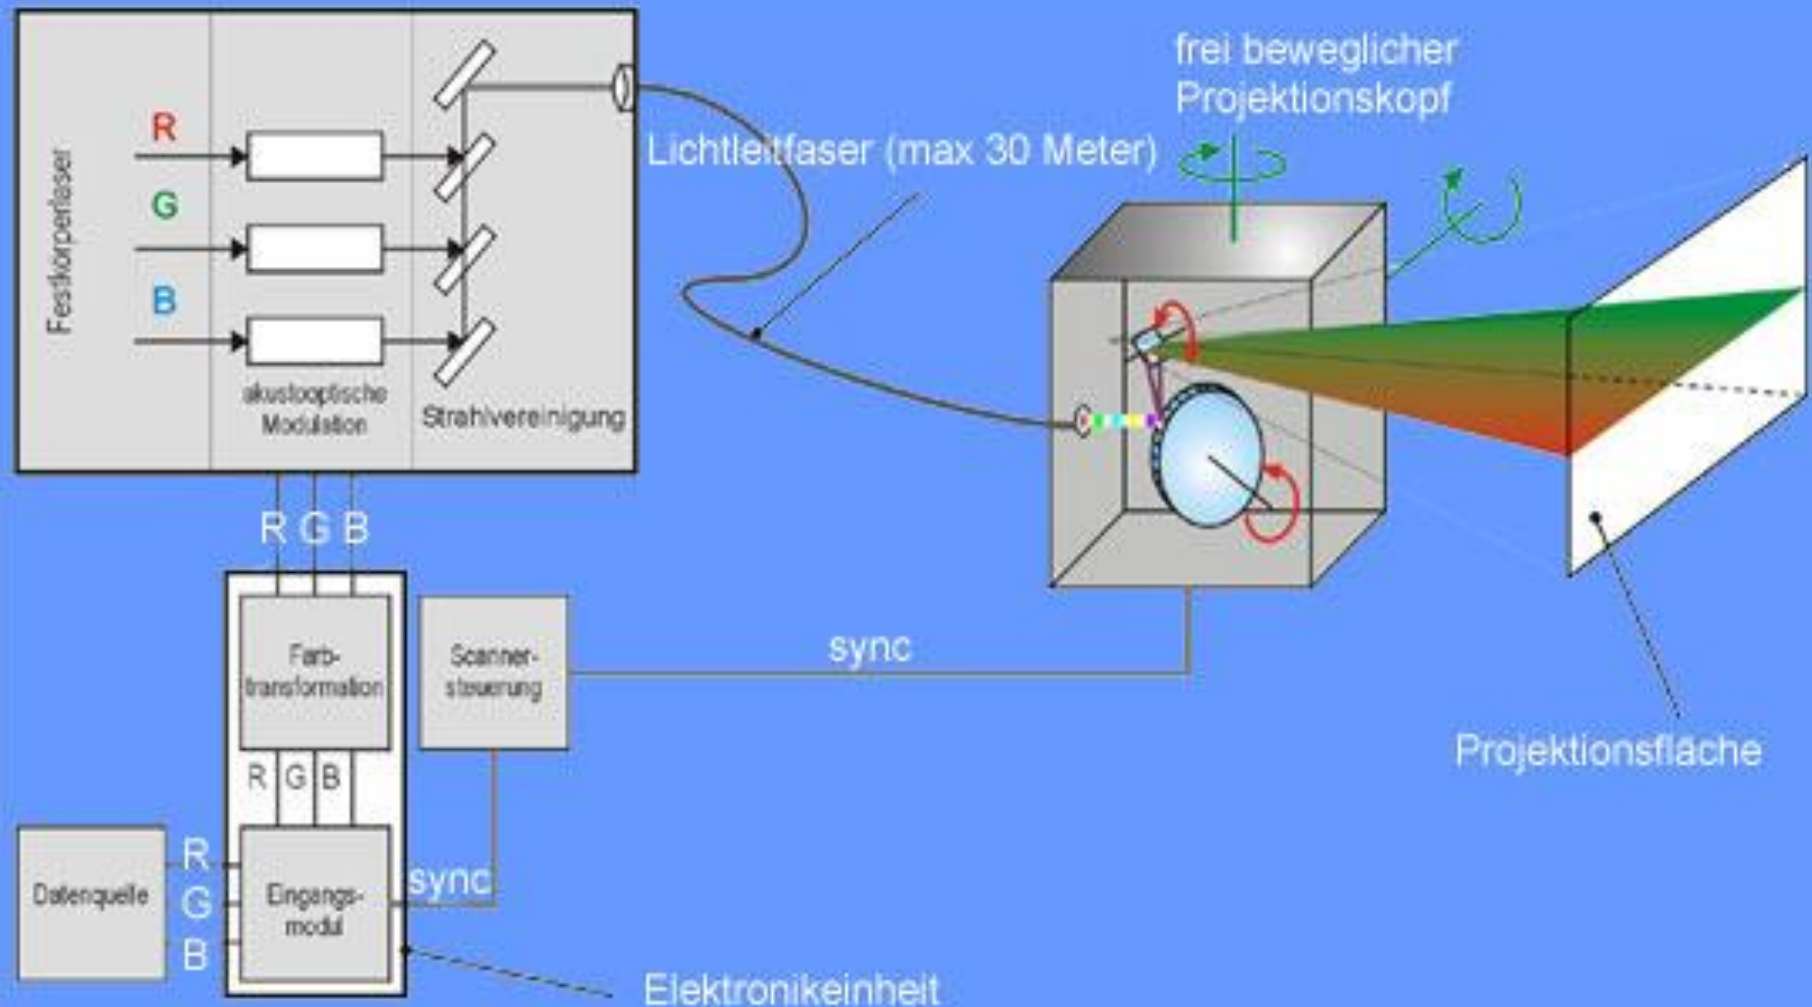 Festkörperlaser
R
G
B
akustooptische
Modulation
Strahlvereinigung
Lichtleitfaser (max 30 Meter)
frei beweglicher
Projektionskopf
R G B
Farb-
transformation
Scanner-
steuerung
sync
R G B
Projektionsfläche
Datenquelle
R
G
B
Eingangs-
modul
sync
Elektronikeinheit